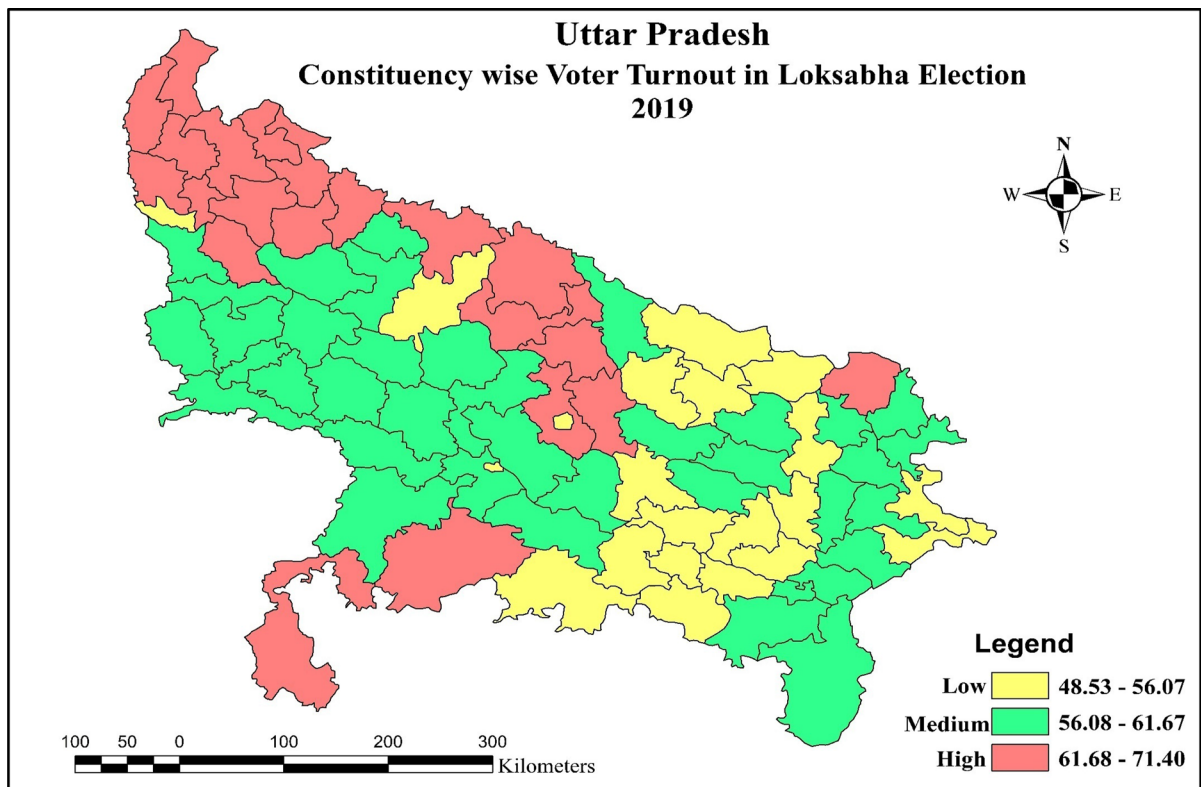 Uttar Pradesh
Constituency wise Voter Turnout in Loksabha Election
2019
N
W E
S
Legend
Low 48.53 - 56.07
Medium 56.08 - 61.67
High 61.68 - 71.40
100 50 0 100 200 300
Kilometers